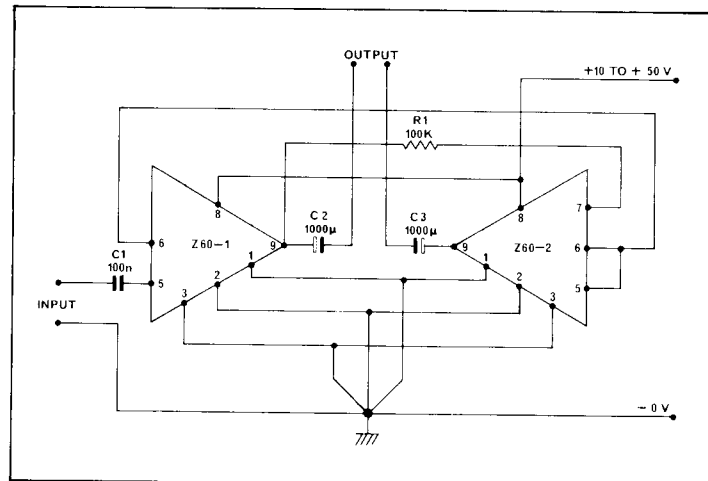 OUTPUT
+10 TO + 50 V
R1
100K
8
8
7
C2
1000μ
C3
1000μ
6
Z60-1
9
9
Z60-2
6
C1
100n
1
1
5
2
2
5
INPUT
3
3
- 0 V